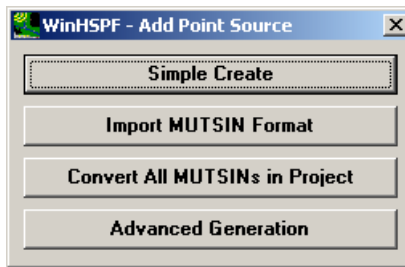 WinHSPF - Add Point Source
Simple Create
Import MUTSIN Format
Convert All MUTSINs in Project
Advanced Generation